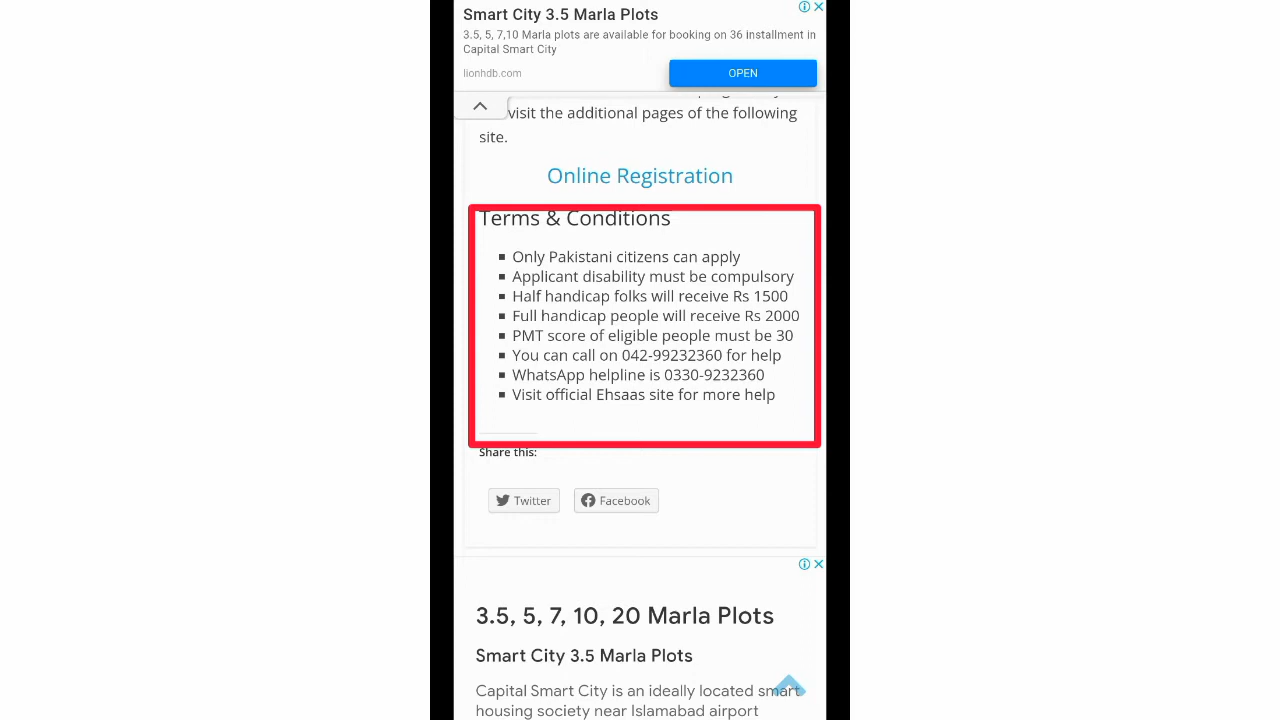 Smart City 3.5 Marla Plots
3.5, 5, 7,10 Marla plots are available for booking on 36 installment in
Capital Smart City
lionhdb.com
OPEN
visit the additional pages of the following
site.
Online Registration
Terms & Conditions
Only Pakistani citizens can apply
Applicant disability must be compulsory
Half handicap folks will receive Rs 1500
Full handicap people will receive Rs 2000
PMT score of eligible people must be 30
You can call on 042-99232360 for help
WhatsApp helpline is 0330-9232360
Visit official Ehsaas site for more help
Share this:
Twitter
Facebook
3.5, 5, 7, 10, 20 Marla Plots
Smart City 3.5 Marla Plots
Capital Smart City is an ideally located smart
housing society near Islamabad airport